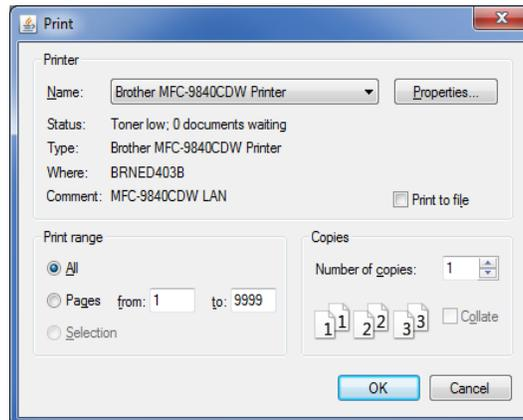 Print
Printer
Name: Brother MFC-9840CDW Printer Properties...
Status: Toner low; 0 documents waiting
Type: Brother MFC-9840CDW Printer
Where: BRNED403B
Comment: MFC-9840CDW LAN Print to file
Print range
All
Pages from: 1 to: 9999
Selection
Copies
Number of copies: 1
1 1 2 2 3 3 Collate
OK Cancel